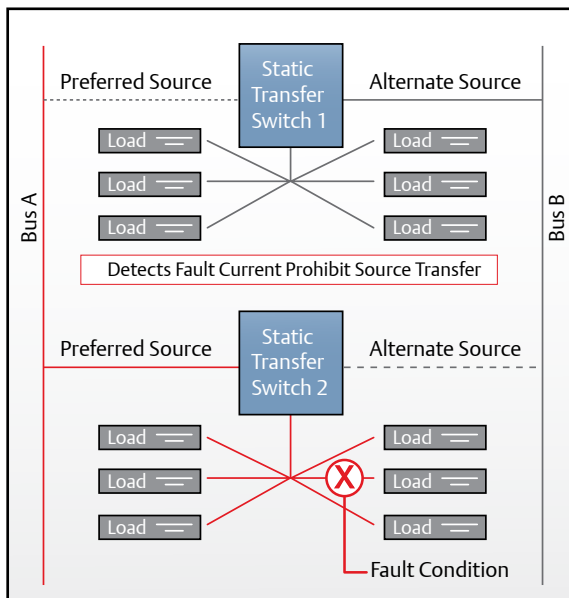 Preferred Source
Static
Transfer
Switch 1
Alternate Source
Load
Load
Load
Load
Load
Load
Bus A
Bus B
Detects Fault Current Prohibit Source Transfer
Preferred Source
Static
Transfer
Switch 2
Alternate Source
Load
Load
Load
Load
Load
Load
X
Fault Condition